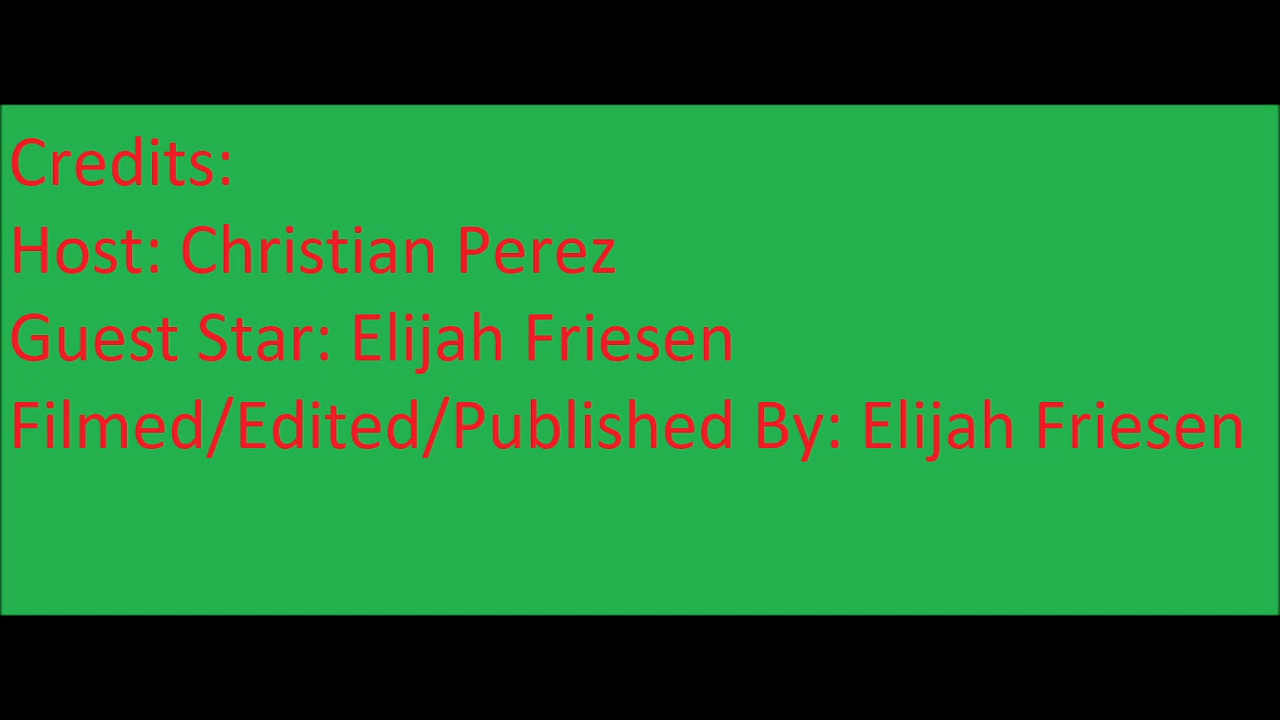 Credits:
Host: Christian Perez
Guest Star: Elijah Friesen
Filmed/Edited/Published By: Elijah Friesen